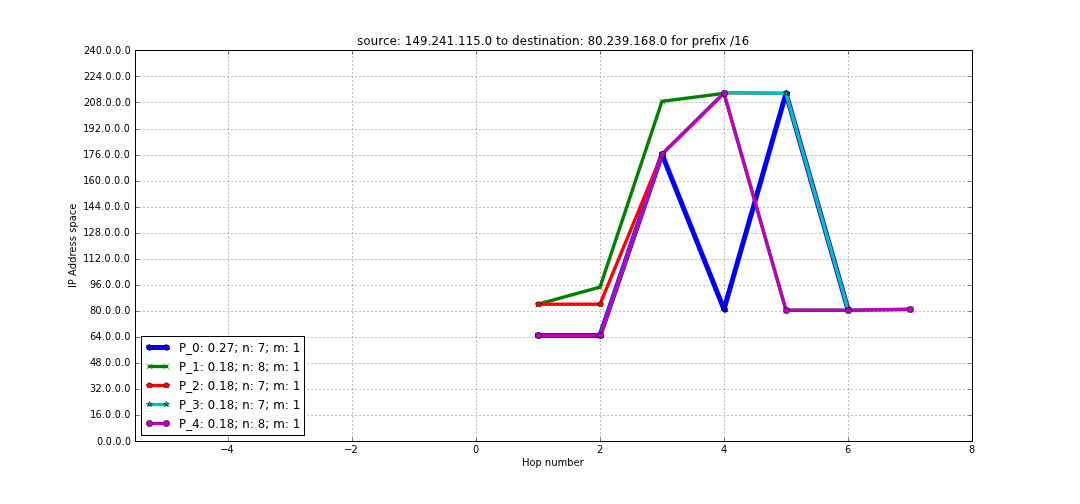 source: 149.241.115.0 to destination: 80.239.168.0 for prefix /16
240.0.0.0
224.0.0.0
208.0.0.0
192.0.0.0
176.0.0.0
160.0.0.0
144.0.0.0
128.0.0.0
112.0.0.0
96.0.0.0
80.0.0.0
64.0.0.0
48.0.0.0
32.0.0.0
16.0.0.0
0.0.0.0
IP Address space
P_0: 0.27; n: 7; m: 1
P_1: 0.18; n: 8; m: 1
P_2: 0.18; n: 7; m: 1
P_3: 0.18; n: 7; m: 1
P_4: 0.18; n: 8; m: 1
−4
−2
0
2
4
6
8
Hop number